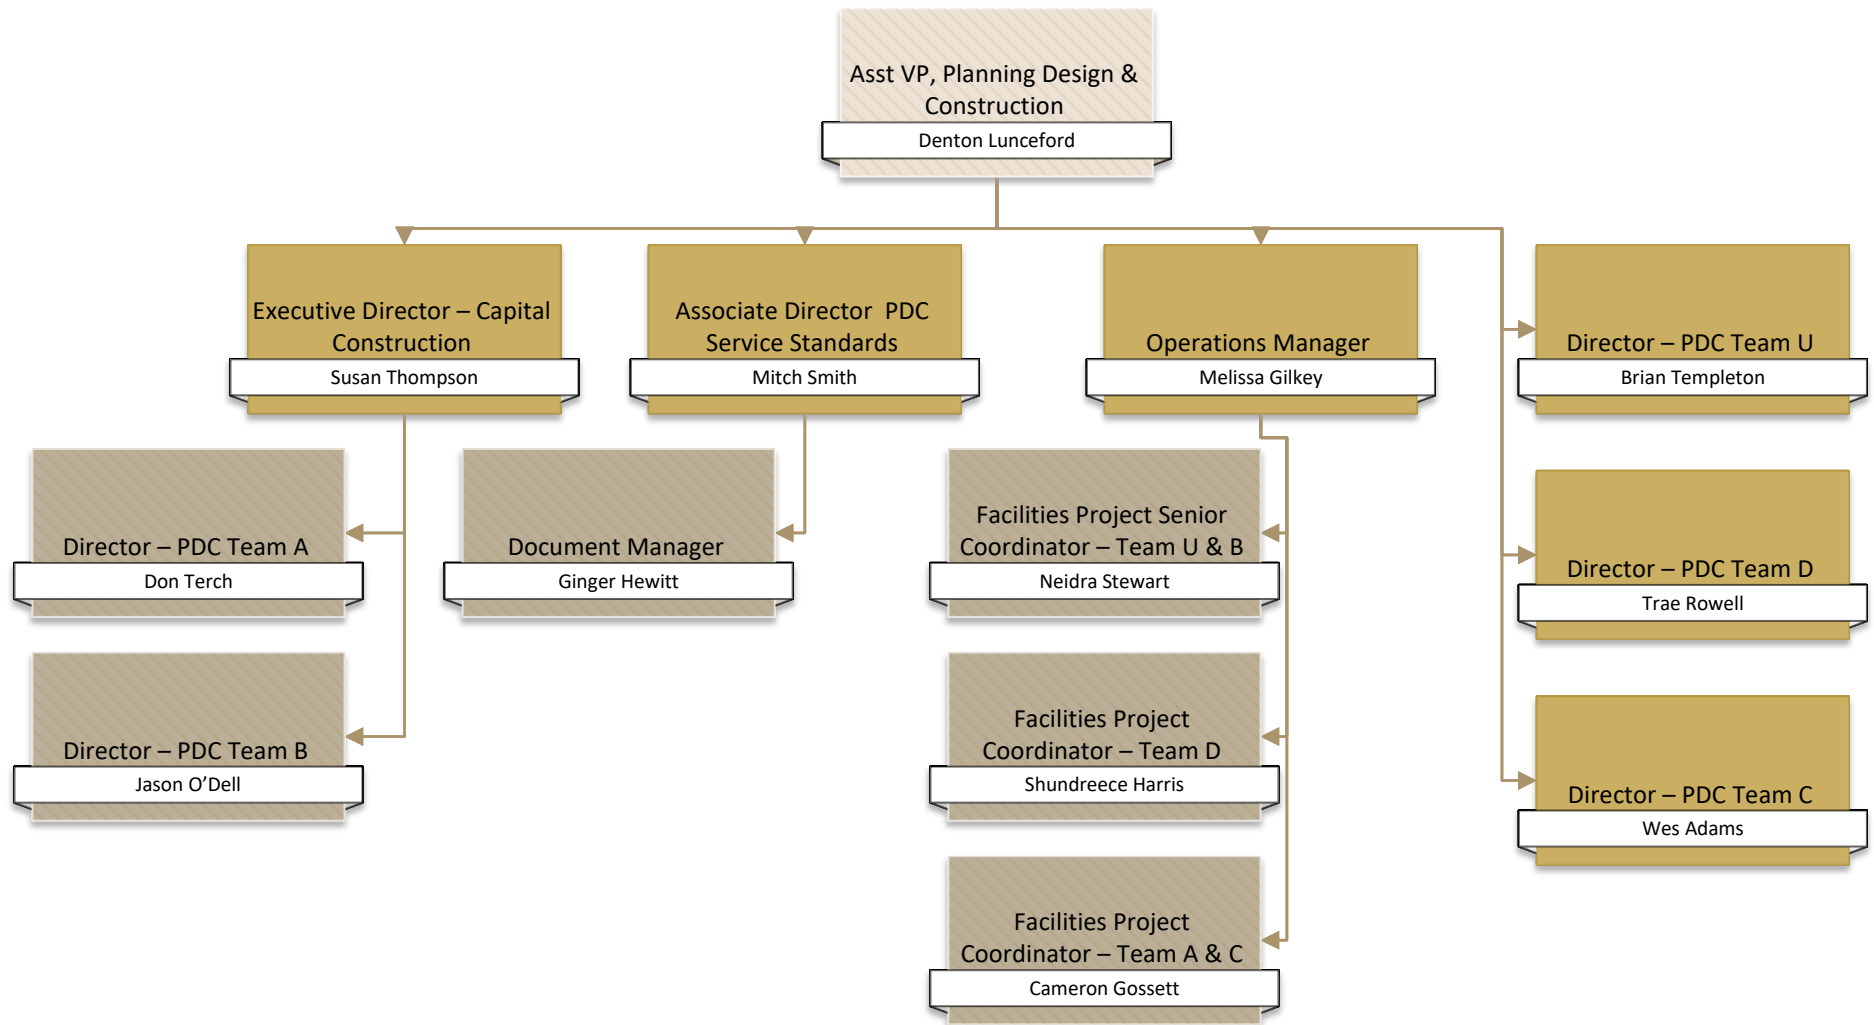 Asst VP, Planning Design &
Construction
Denton Lunceford
Executive Director – Capital
Construction
Susan Thompson
Associate Director  PDC
Service Standards
Mitch Smith
Operations Manager
Melissa Gilkey
Director – PDC Team U
Brian Templeton
Director – PDC Team A
Don Terch
Document Manager
Ginger Hewitt
Facilities Project Senior
Coordinator – Team U & B
Neidra Stewart
Director – PDC Team D
Trae Rowell
Director – PDC Team B
Jason O’Dell
Facilities Project
Coordinator – Team D
Shundreece Harris
Director – PDC Team C
Wes Adams
Facilities Project
Coordinator – Team A & C
Cameron Gossett